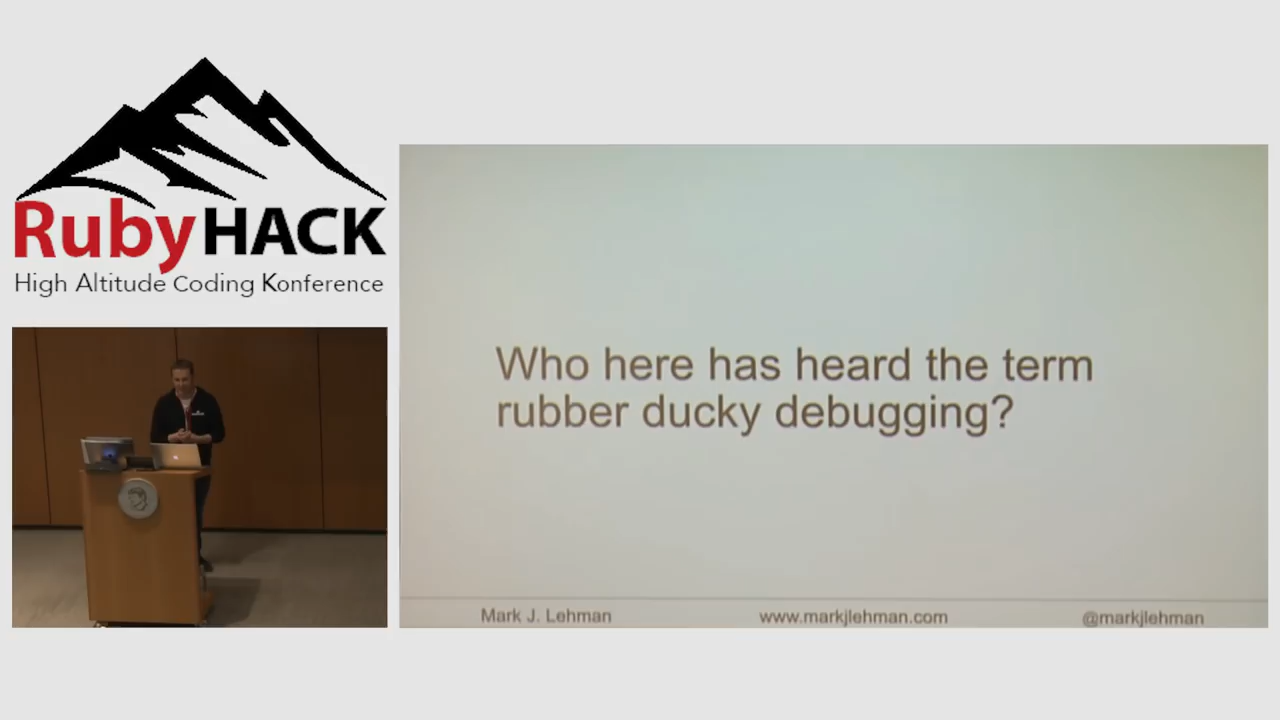 RubyHACK
High Altitude Coding Konference
Who here has heard the term
rubber ducky debugging?
Mark J. Lehman
www.markjlehman.com
@markjlehman